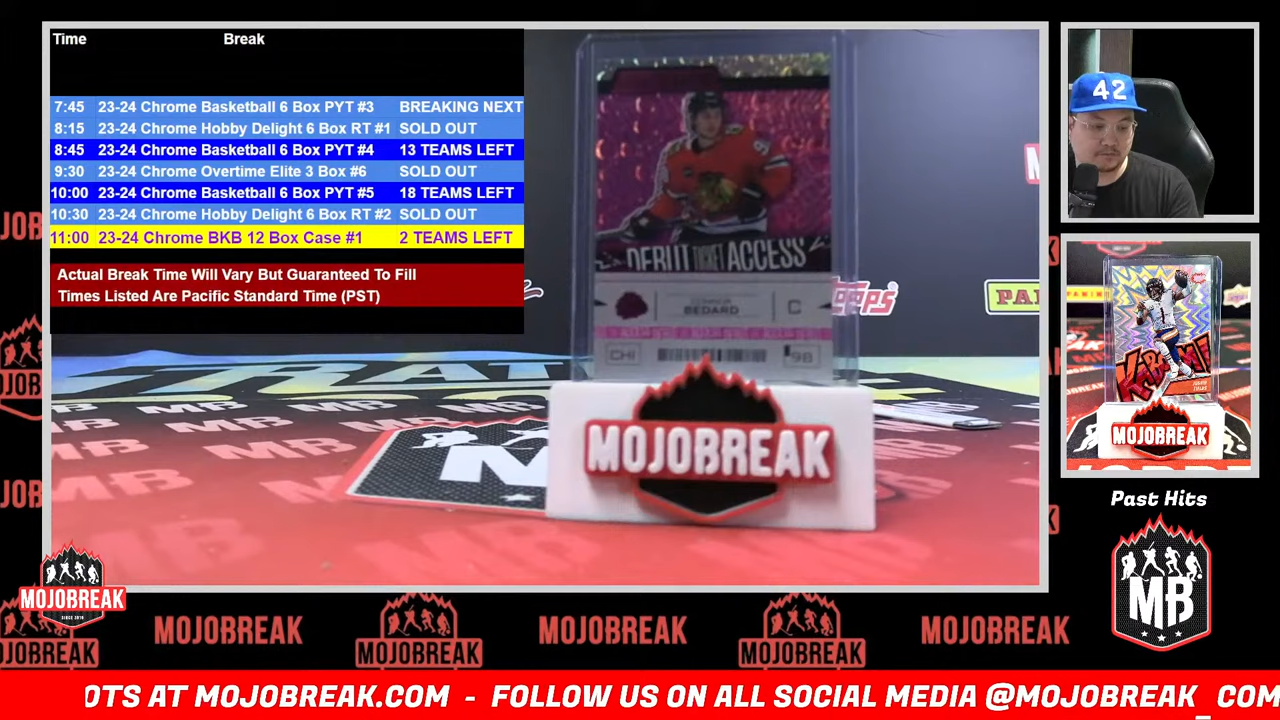 Time Break
7:45 23-24 Chrome Basketball 6 Box PYT #3 BREAKING NEXT
8:15 23-24 Chrome Hobby Delight 6 Box RT #1 SOLD OUT
8:45 23-24 Chrome Basketball 6 Box PYT #4 13 TEAMS LEFT
9:30 23-24 Chrome Overtime Elite 3 Box #6 SOLD OUT
10:00 23-24 Chrome Basketball 6 Box PYT #5 18 TEAMS LEFT
10:30 23-24 Chrome Hobby Delight 6 Box RT #2 SOLD OUT
11:00 23-24 Chrome BKB 12 Box Case #1 2 TEAMS LEFT
Actual Break Time Will Vary But Guaranteed To Fill
Times Listed Are Pacific Standard Time (PST)
DEBUT TICKET ACCESS
CONNOR
BEDARD
C
CHI
98
MOJOBREAK
42
MOJOBREAK
Past Hits
MB
MOJOBREAK
MOJOBREAK MOJOBREAK MOJOBREAK MOJOBREAK MOJOBREAK
OTS AT MOJOBREAK.COM - FOLLOW US ON ALL SOCIAL MEDIA @MOJOBREAK_COM